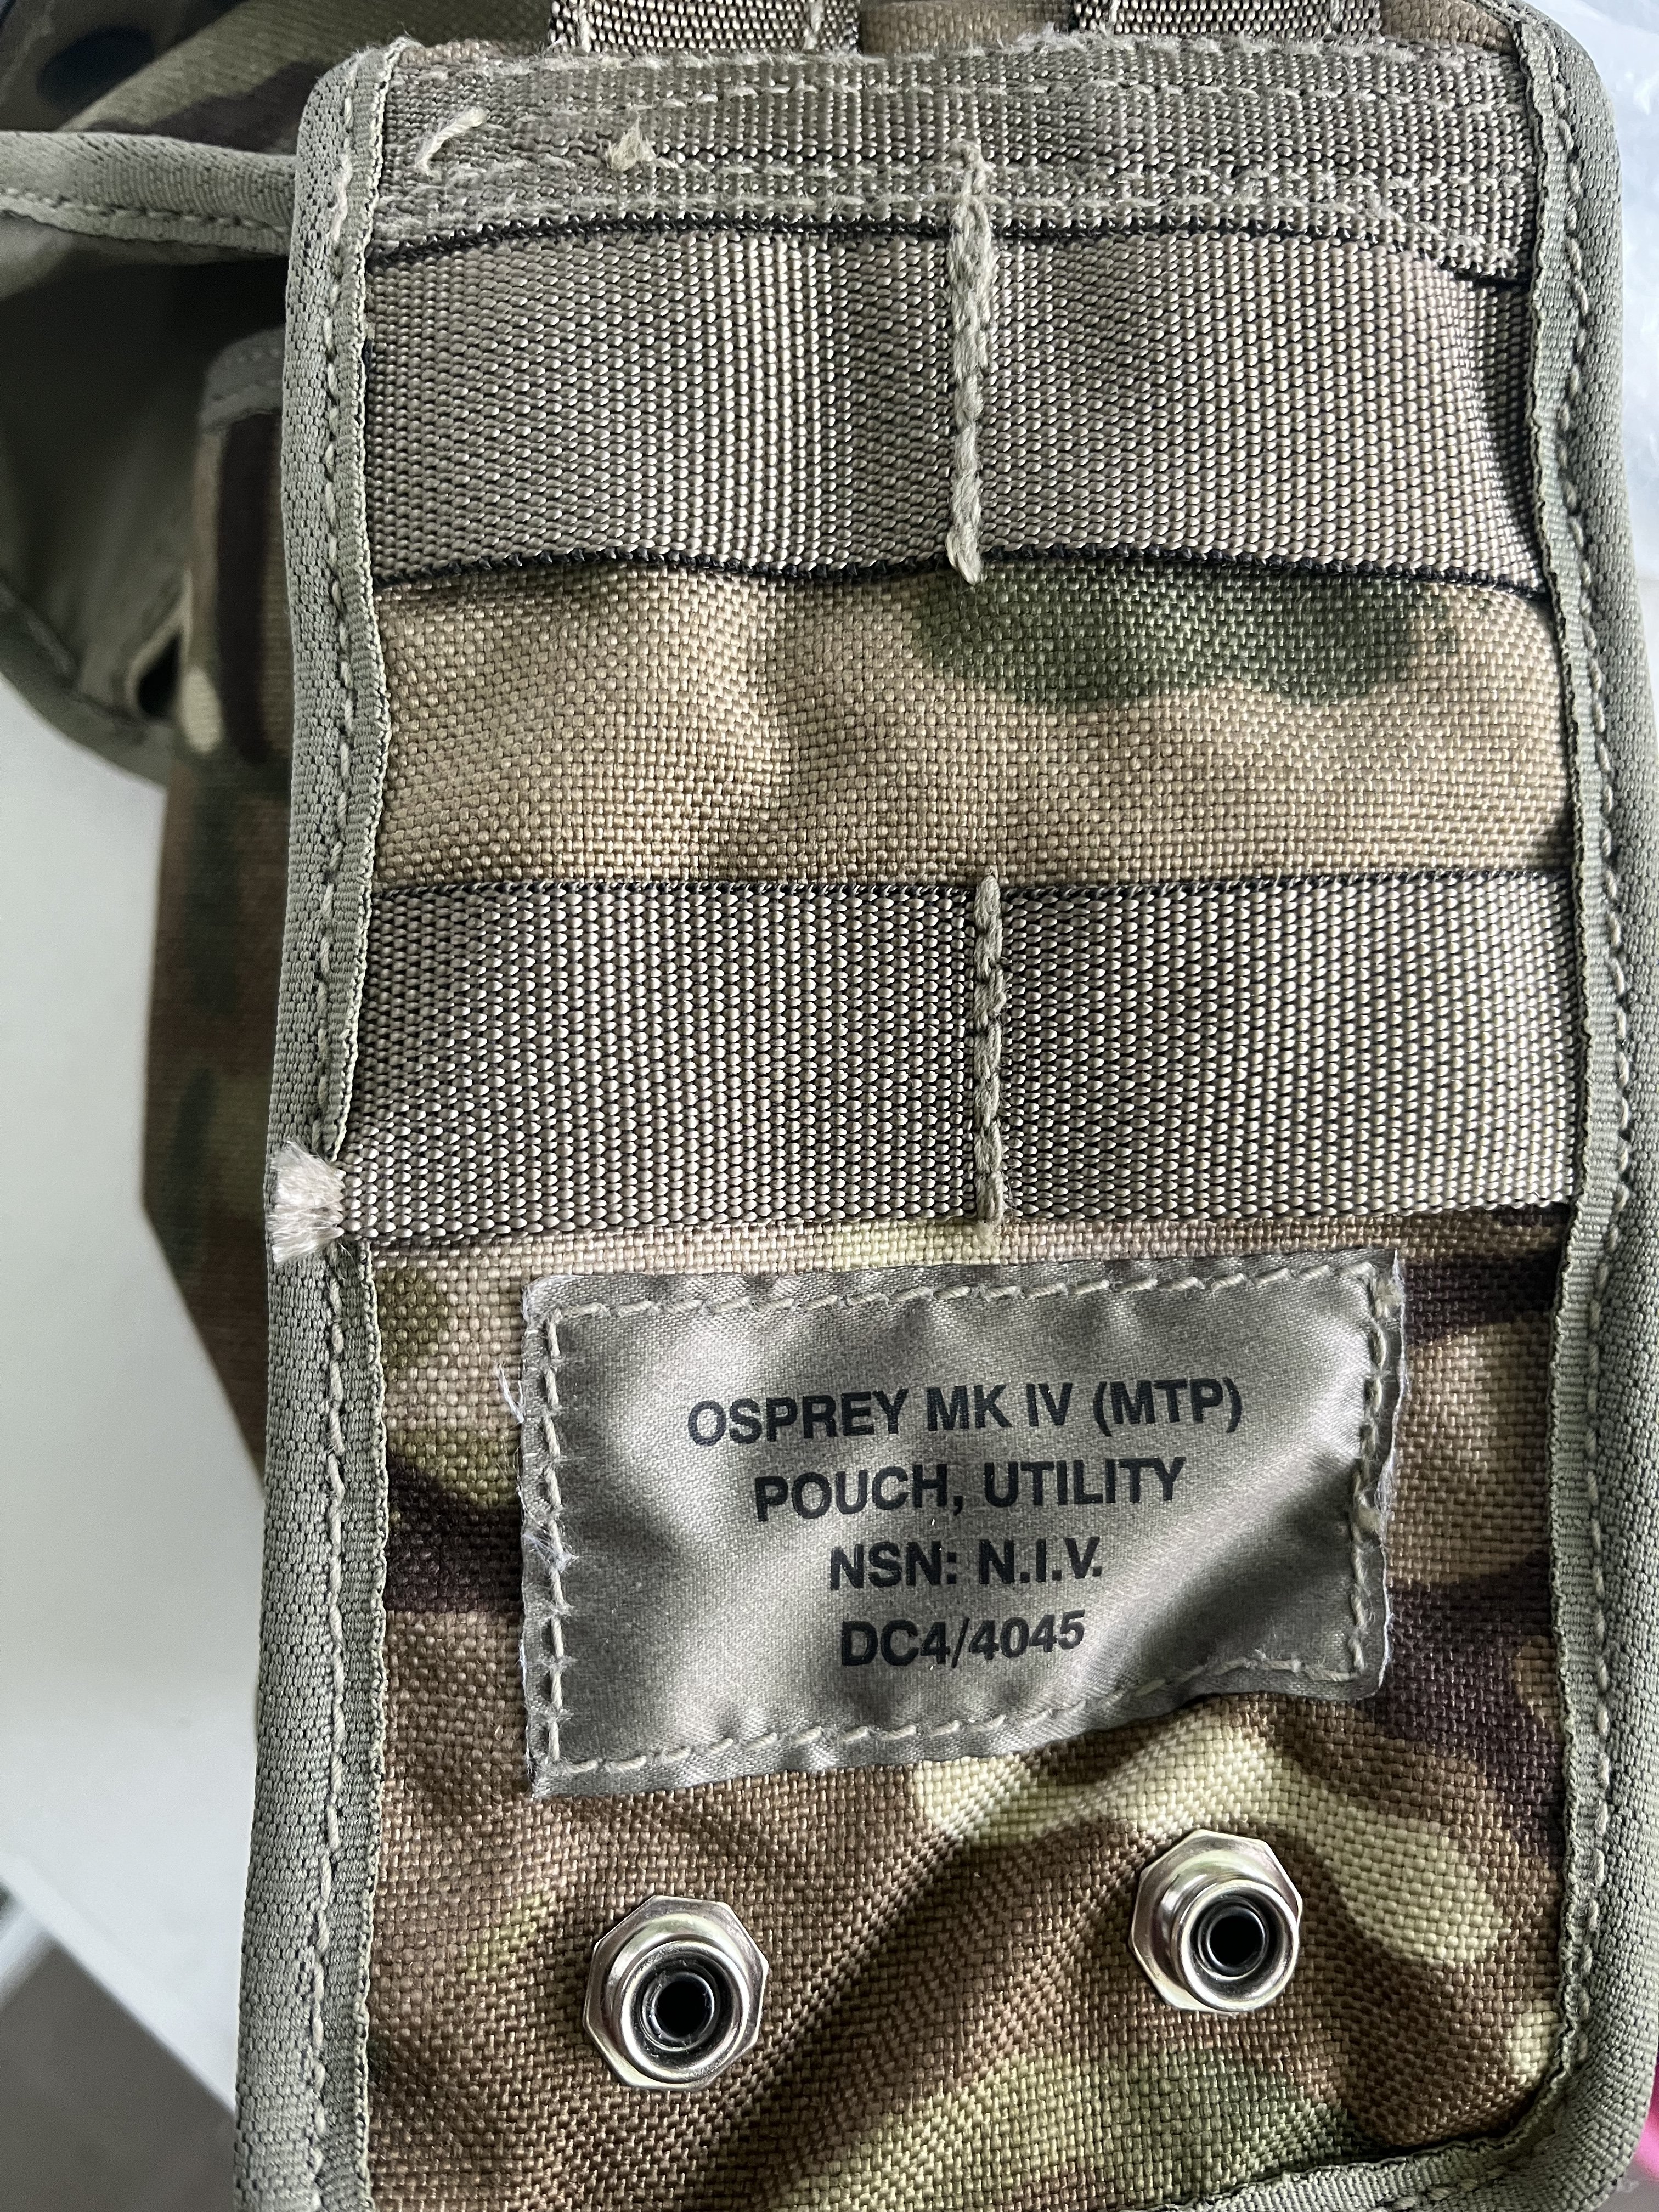 OSPREY MK IV (MTP)
POUCH, UTILITY
NSN: N.I.V.
DC4/4045